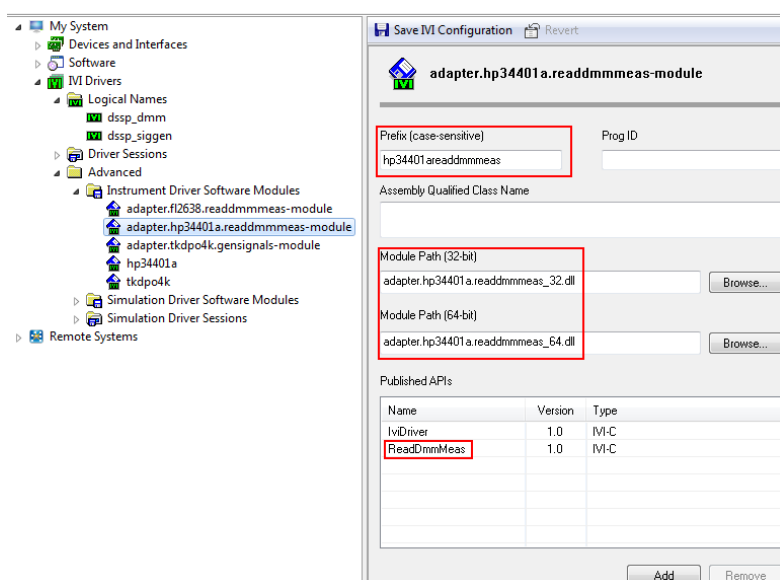 My System
Devices and Interfaces
Software
IVI Drivers
Logical Names
IVI dssp_dmm
IVI dssp_siggen
Driver Sessions
Advanced
Instrument Driver Software Modules
adapter.fl2638.readdmmmeas-module
adapter.hp34401a.readdmmmeas-module
adapter.tkdpo4k.gensignals-module
hp34401a
tkdpo4k
Simulation Driver Software Modules
Simulation Driver Sessions
Remote Systems
Save IVI Configuration Revert
IVI adapter.hp34401a.readdmmmeas-module
Prefix (case-sensitive) Prog ID
hp34401areaddmmmeas
Assembly Qualified Class Name
Module Path (32-bit)
adapter.hp34401a.readdmmmeas_32.dll Browse...
Module Path (64-bit)
adapter.hp34401a.readdmmmeas_64.dll Browse...
Published APIs
Name Version Type
IviDriver 1.0 IVI-C
ReadDmmMeas 1.0 IVI-C
Add Remove